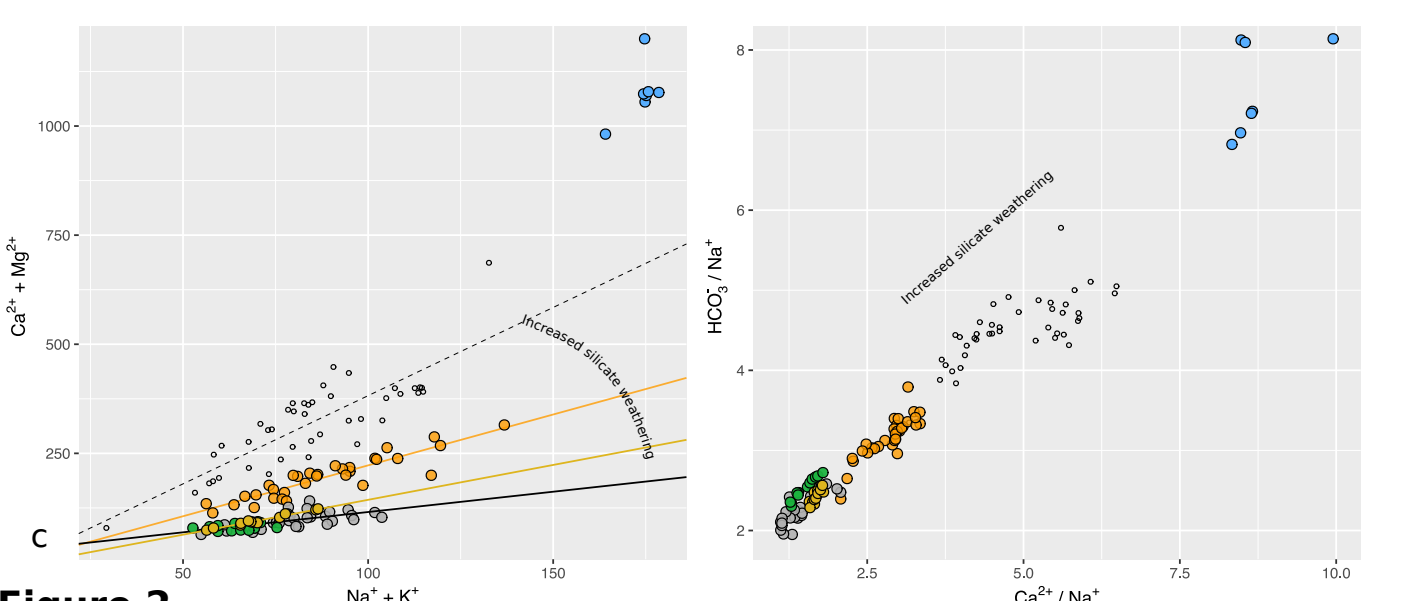 1000
750
500
250
50
100
150
Ca²⁺ + Mg²⁺
Na⁺ + K⁺
Increased silicate weathering
C
8
6
4
2
2.5
5.0
7.5
10.0
HCO₃⁻ / Na⁺
Ca²⁺ / Na⁺
Increased silicate weathering